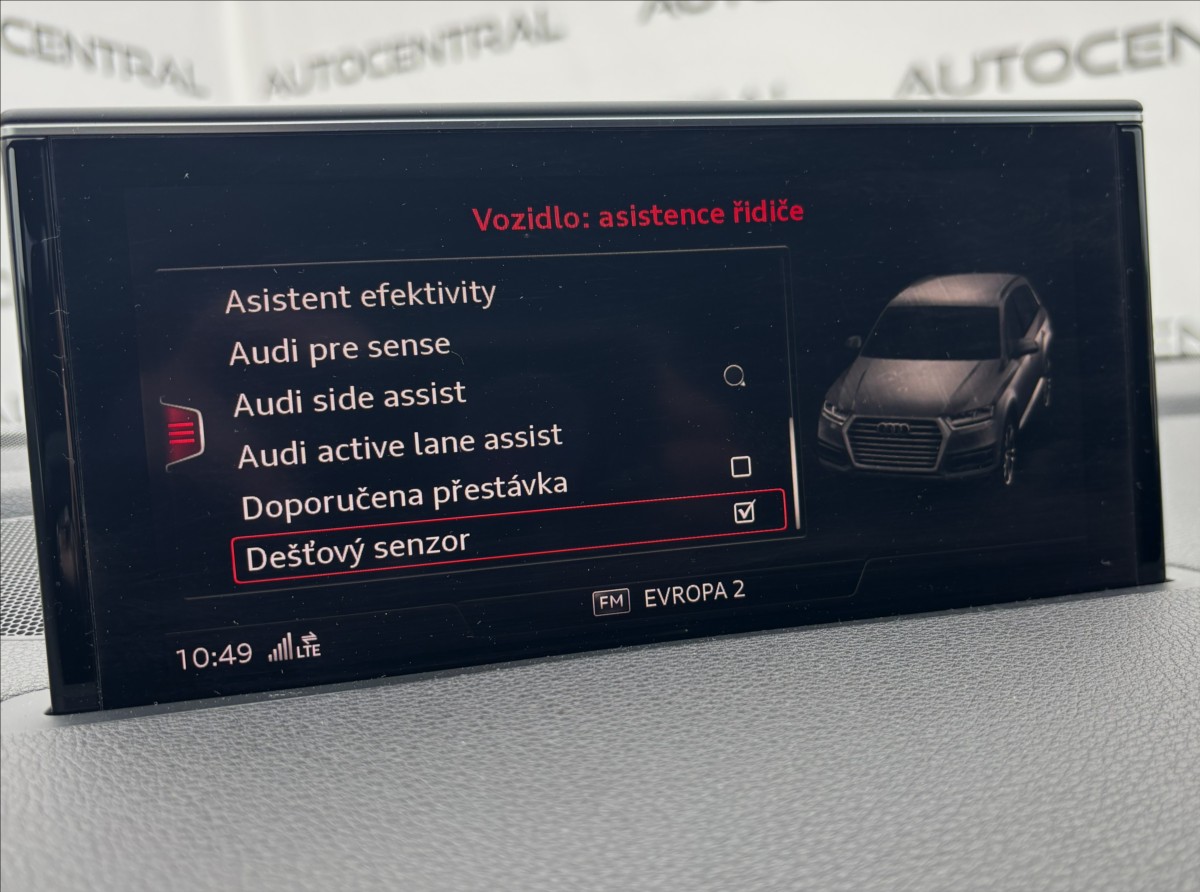 CENTRAL
AUTOCENTRAL
AUTOCEN
Vozidlo: asistence řidiče
Asistent efektivity
Audi pre sense
Audi side assist
Audi active lane assist
Doporučena přestávka
Dešťový senzor
FM EVROPA 2
10:49 LTE